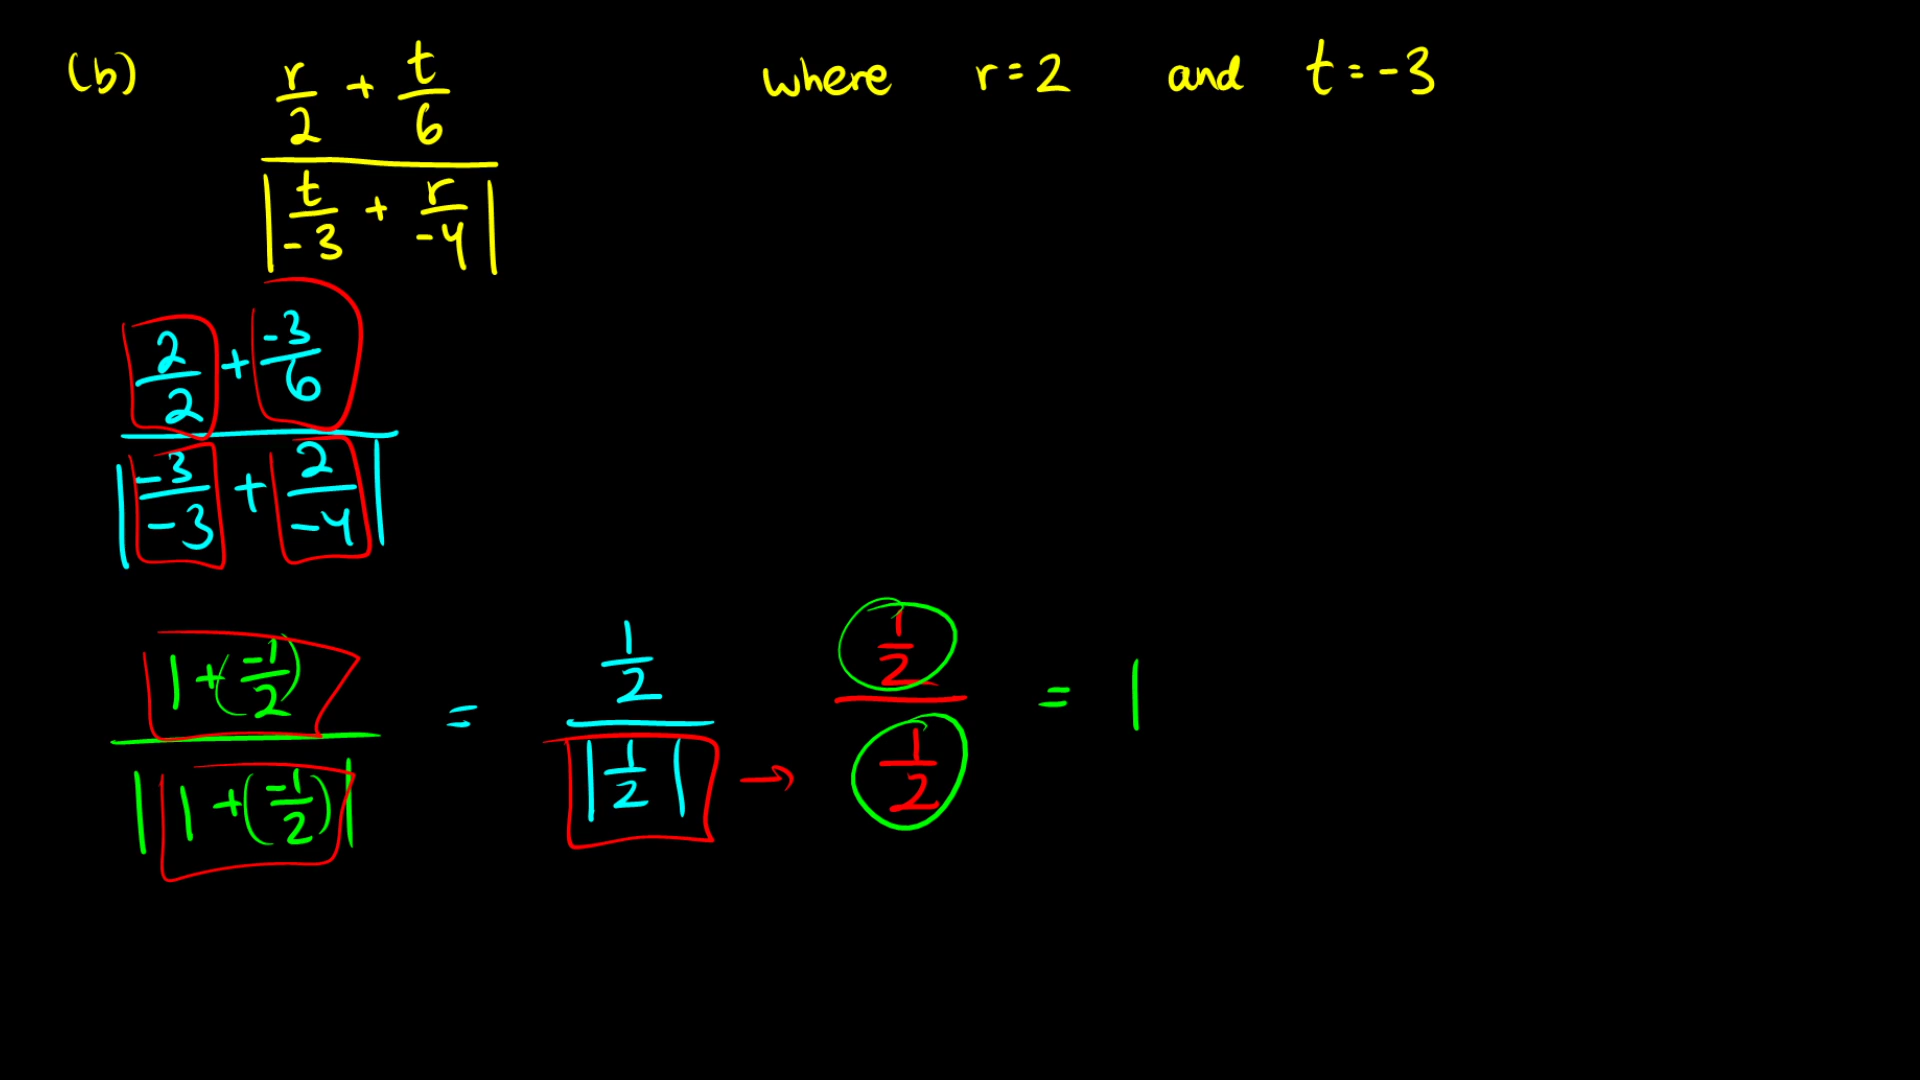 (b) r/2 + t/6 where r=2 and t=-3
|t/-3 + r/-4|
2/2 + -3/6
|-3/-3 + 2/-4|
1+(-1/2) = 1/2 → 1/2 = 1
|1+(-1/2)| |1/2| 1/2